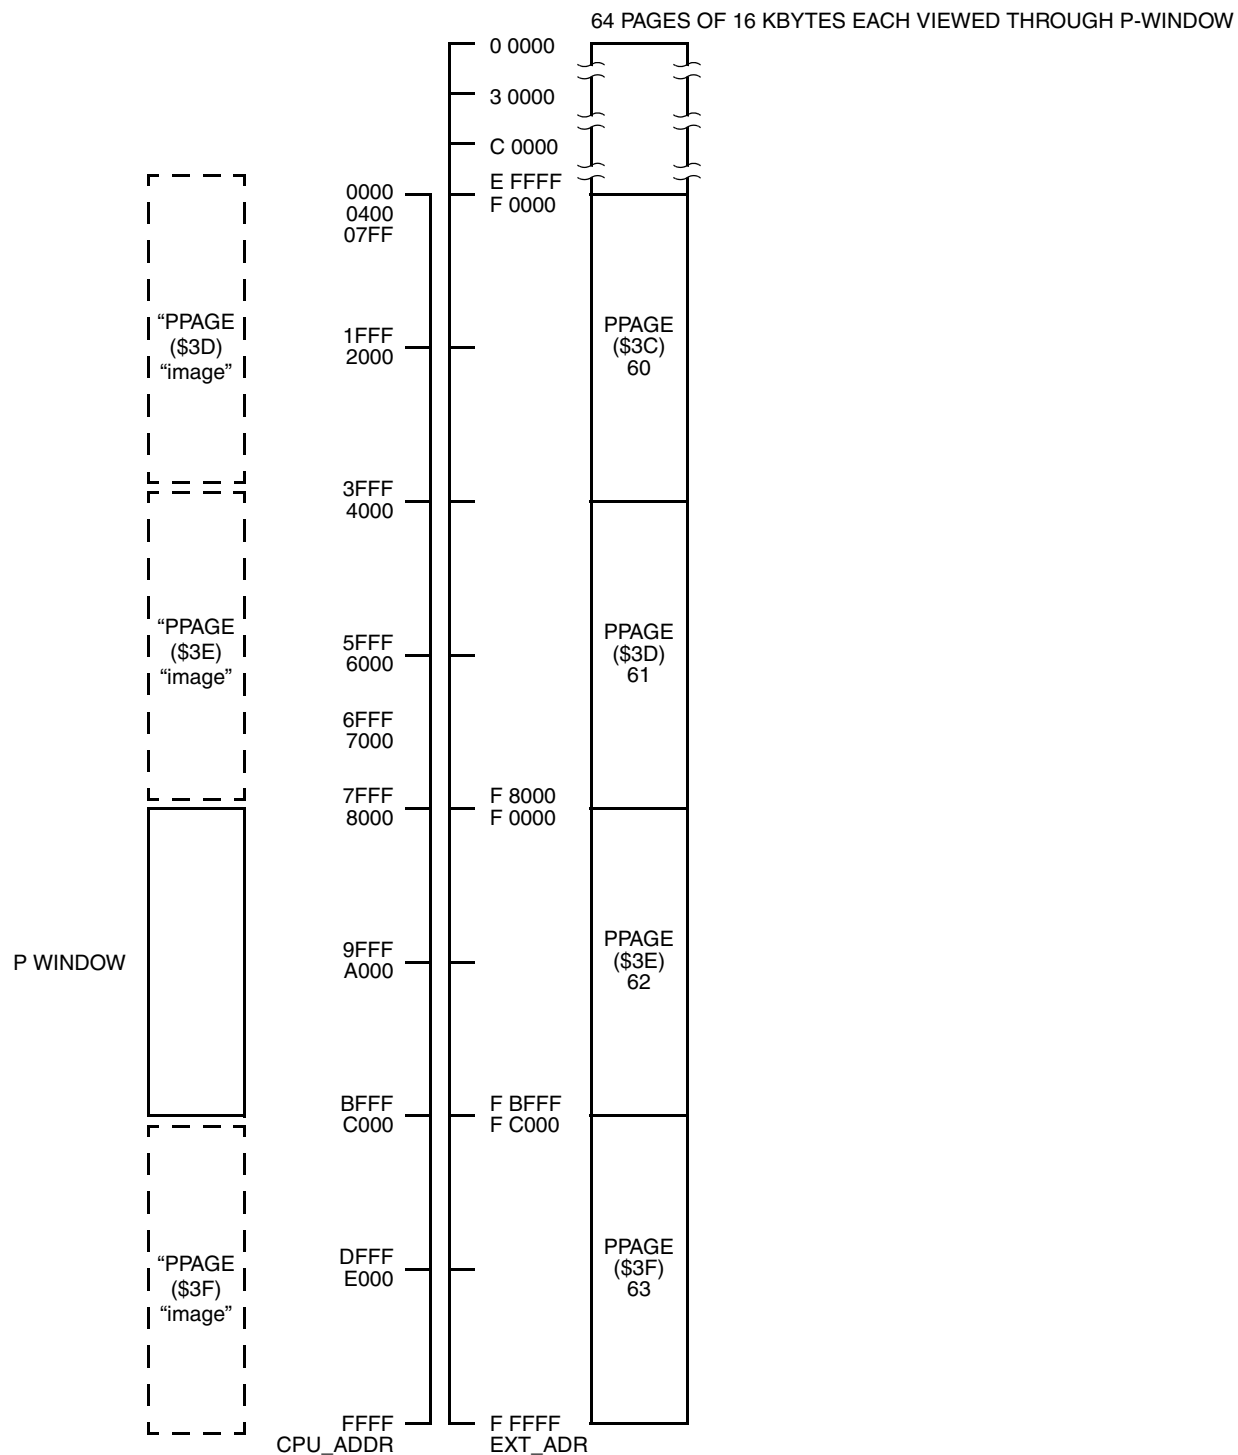 64 PAGES OF 16 KBYTES EACH VIEWED THROUGH P-WINDOW
0 0000
3 0000
C 0000
E FFFF
0000
F 0000
0400
07FF
“PPAGE
($3D)
“image”
1FFF
2000
PPAGE
($3C)
60
3FFF
4000
“PPAGE
($3E)
“image”
5FFF
6000
PPAGE
($3D)
61
6FFF
7000
7FFF
F 8000
8000
F 0000
P WINDOW
9FFF
A000
PPAGE
($3E)
62
BFFF
F BFFF
C000
F C000
“PPAGE
($3F)
“image”
DFFF
E000
PPAGE
($3F)
63
FFFF
F FFFF
CPU_ADDR
EXT_ADR